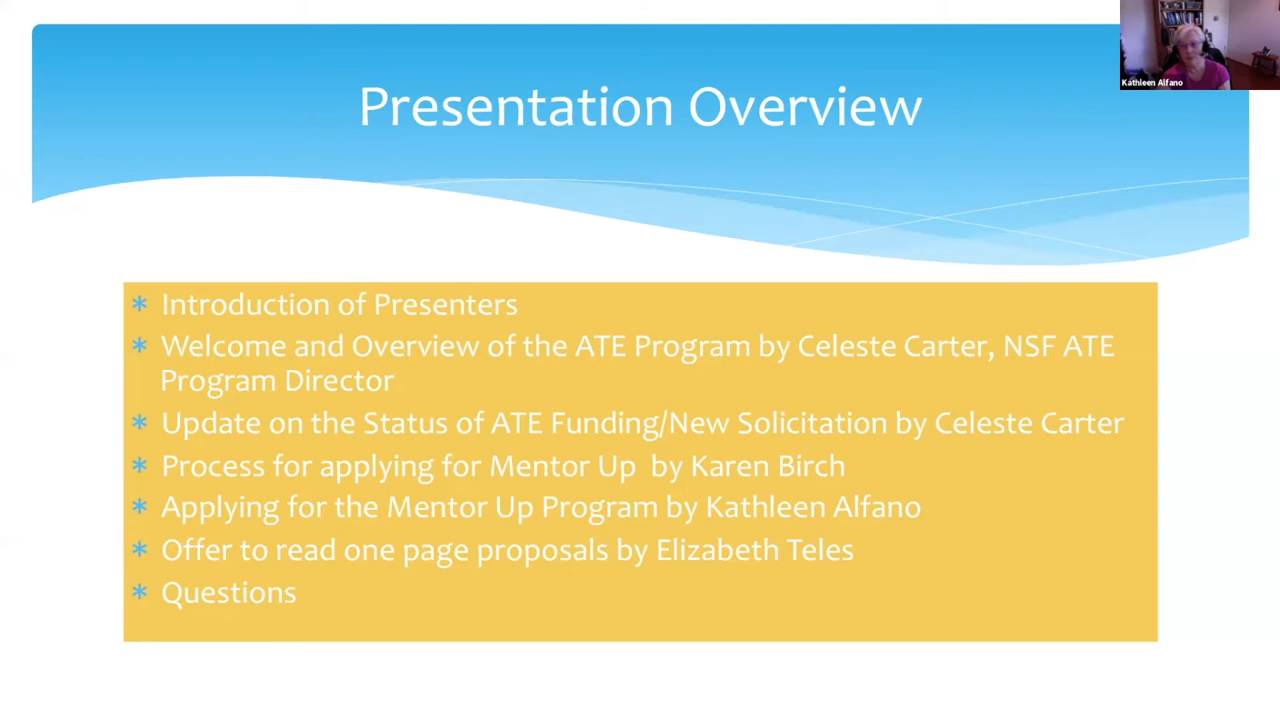 Kathleen Alfano
Presentation Overview
* Introduction of Presenters
* Welcome and Overview of the ATE Program by Celeste Carter, NSF ATE
Program Director
* Update on the Status of ATE Funding/New Solicitation by Celeste Carter
* Process for applying for Mentor Up  by Karen Birch
* Applying for the Mentor Up Program by Kathleen Alfano
* Offer to read one page proposals by Elizabeth Teles
* Questions